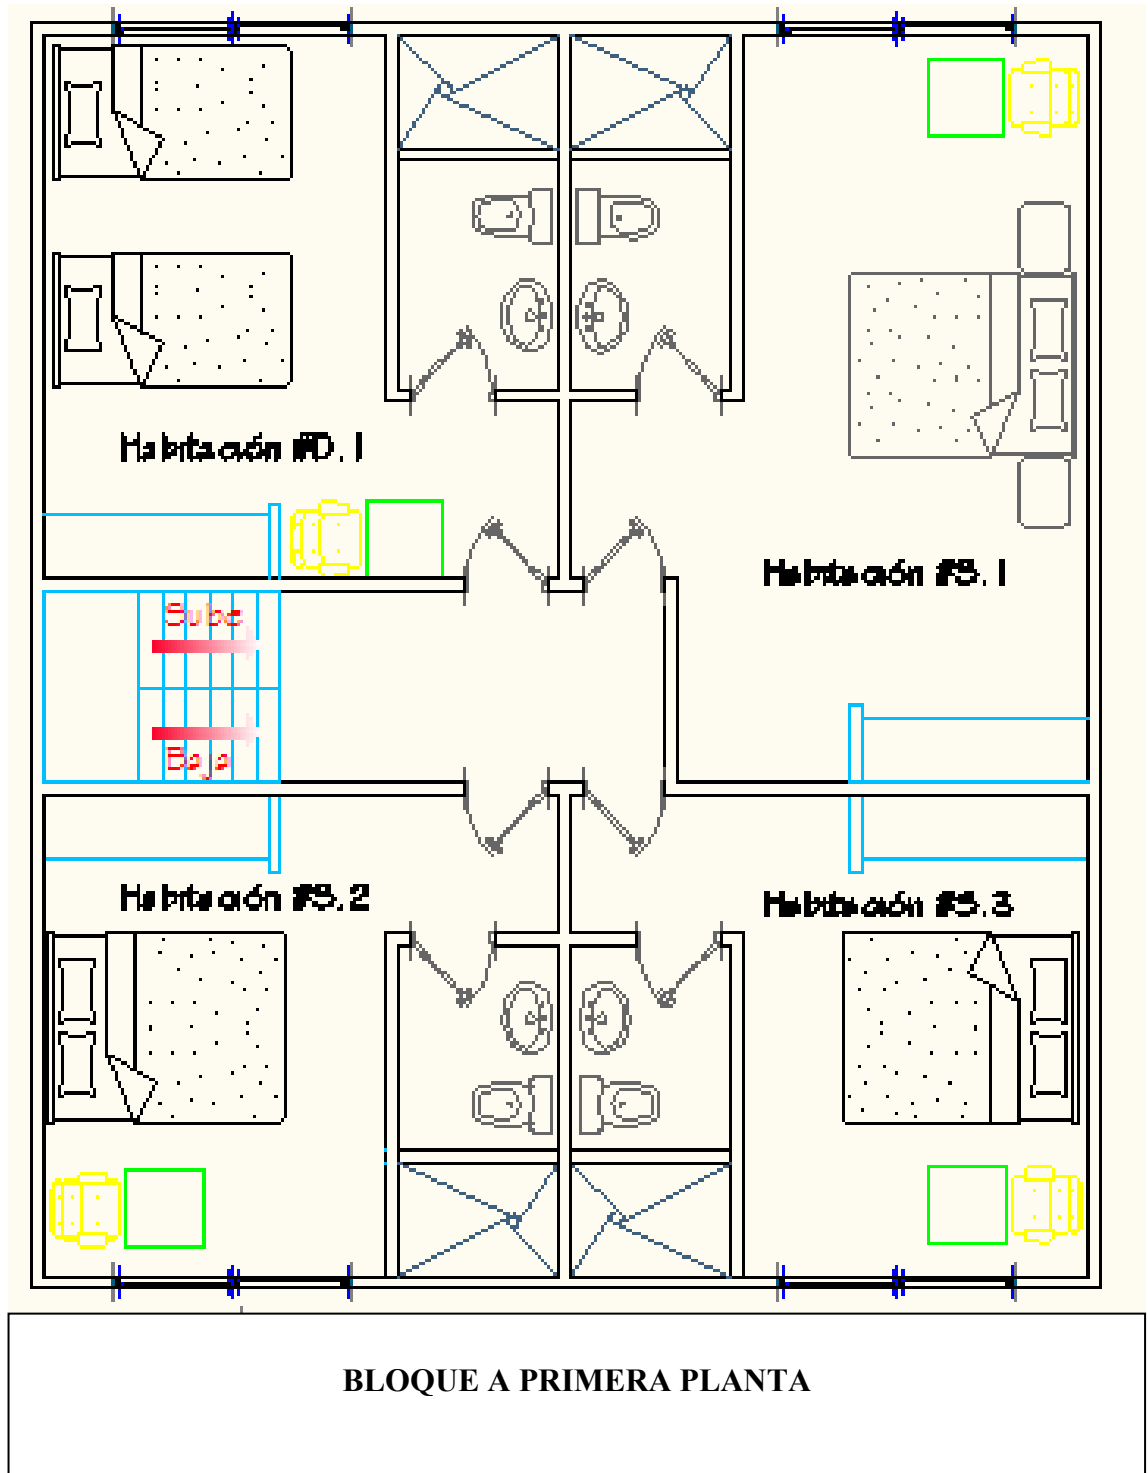 Habitación #D.1
Habitación #S.1
Sube
Baja
Habitación #S.2
Habitación #S.3
BLOQUE A PRIMERA PLANTA